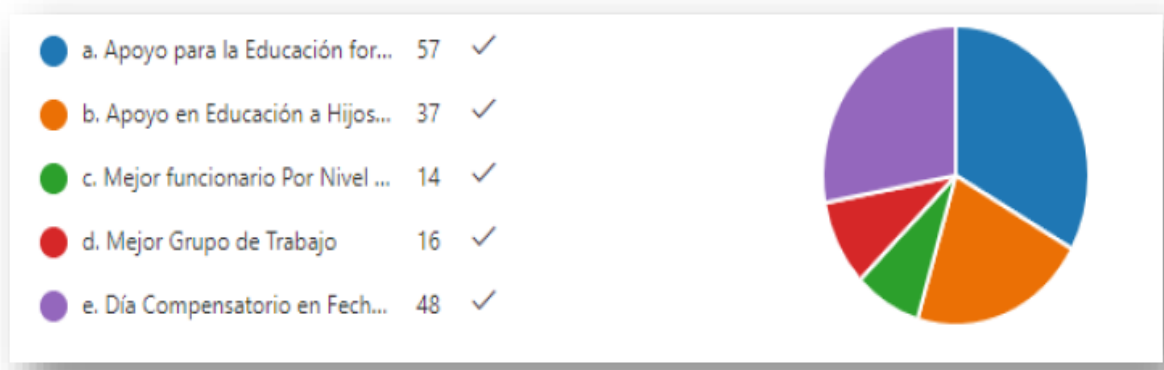 a. Apoyo para la Educación for... 57
b. Apoyo en Educación a Hijos... 37
c. Mejor funcionario Por Nivel ... 14
d. Mejor Grupo de Trabajo 16
e. Día Compensatorio en Fech... 48